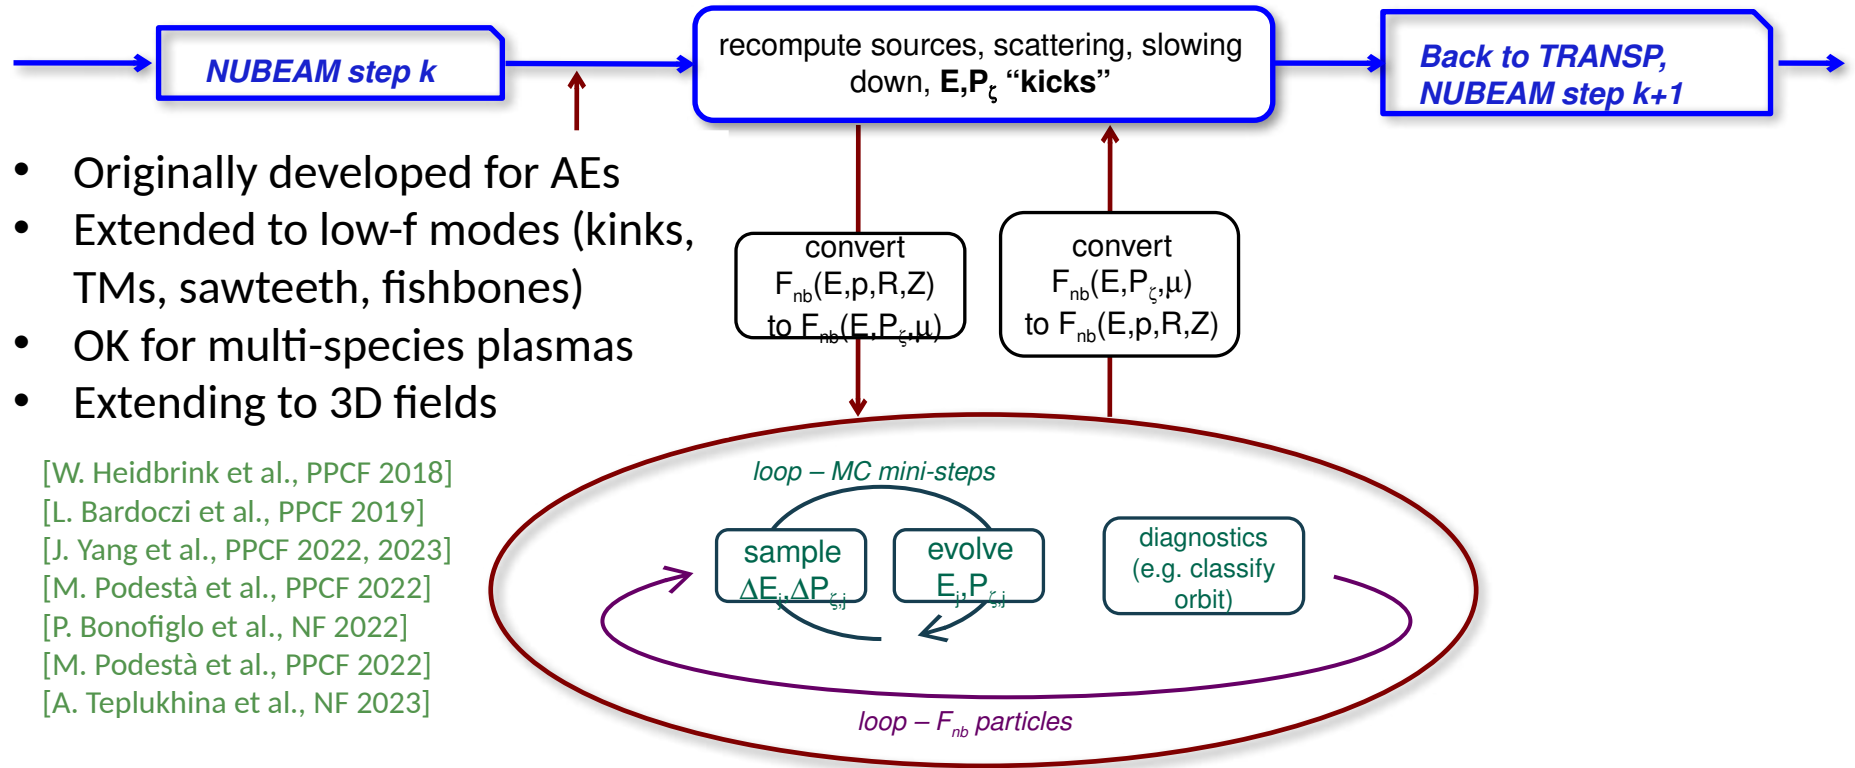 NUBEAM step k
recompute sources, scattering, slowing
down, E,Pζ “kicks”
Back to TRANSP,
NUBEAM step k+1
• Originally developed for AEs
• Extended to low-f modes (kinks,
TMs, sawteeth, fishbones)
• OK for multi-species plasmas
• Extending to 3D fields
convert
Fnb(E,p,R,Z)
to Fnb(E,Pζ,μ)
convert
Fnb(E,Pζ,μ)
to Fnb(E,p,R,Z)
[W. Heidbrink et al., PPCF 2018]
[L. Bardoczi et al., PPCF 2019]
[J. Yang et al., PPCF 2022, 2023]
[M. Podestà et al., PPCF 2022]
[P. Bonofiglo et al., NF 2022]
[M. Podestà et al., PPCF 2022]
[A. Teplukhina et al., NF 2023]
loop – MC mini-steps
sample
ΔEj,ΔPζ,j
evolve
Ej,Pζ,j
diagnostics
(e.g. classify
orbit)
loop – Fnb particles